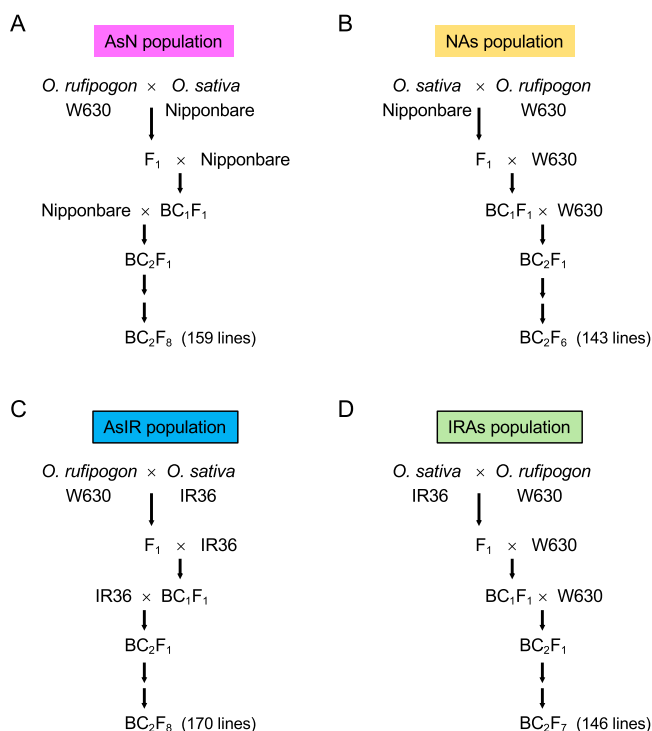 A
AsN population
O. rufipogon × O. sativa
W630 Nipponbare
F₁ × Nipponbare
Nipponbare × BC₁F₁
BC₂F₁
BC₂F₈ (159 lines)
B
NAs population
O. sativa × O. rufipogon
Nipponbare W630
F₁ × W630
BC₁F₁ × W630
BC₂F₁
BC₂F₆ (143 lines)
C
AsIR population
O. rufipogon × O. sativa
W630 IR36
F₁ × IR36
IR36 × BC₁F₁
BC₂F₁
BC₂F₈ (170 lines)
D
IRAs population
O. sativa × O. rufipogon
IR36 W630
F₁ × W630
BC₁F₁ × W630
BC₂F₁
BC₂F₇ (146 lines)